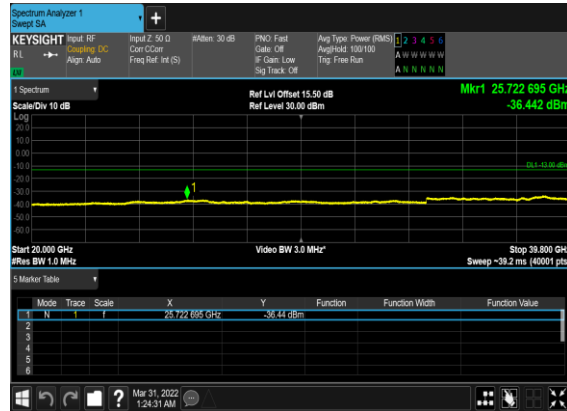 Spectrum Analyzer 1
Swept SA
+
KEYSIGHT Input: RF Input Z: 50 Ω #Atten: 30 dB PNO: Fast Avg Type: Power (RMS) 1 2 3 4 5 6
RL Coupling: DC Corr CCorr Gate: Off Avg|Hold: 100/100 A W W W W W
Align: Auto Freq Ref: Int (S) IF Gain: Low Trig: Free Run
Sig Track: Off A N N N N N
1 Spectrum
Scale/Div 10 dB Ref Lvl Offset 15.50 dB Mkr1 25.722 695 GHz
Ref Level 30.00 dBm -36.442 dBm
Log
20.0
10.0
0.00
-10.0 DL1 -13.00 dBm
-20.0
-30.0 1
-40.0
-50.0
-60.0
Start 20.000 GHz Video BW 3.0 MHz* Stop 39.800 GHz
#Res BW 1.0 MHz Sweep ~39.2 ms (40001 pts)
5 Marker Table
Mode Trace Scale X Y Function Function Width Function Value
1 N 1 f 25.722 695 GHz -36.44 dBm
2
3
4
5
6
? Mar 31, 2022
1:24:31 AM